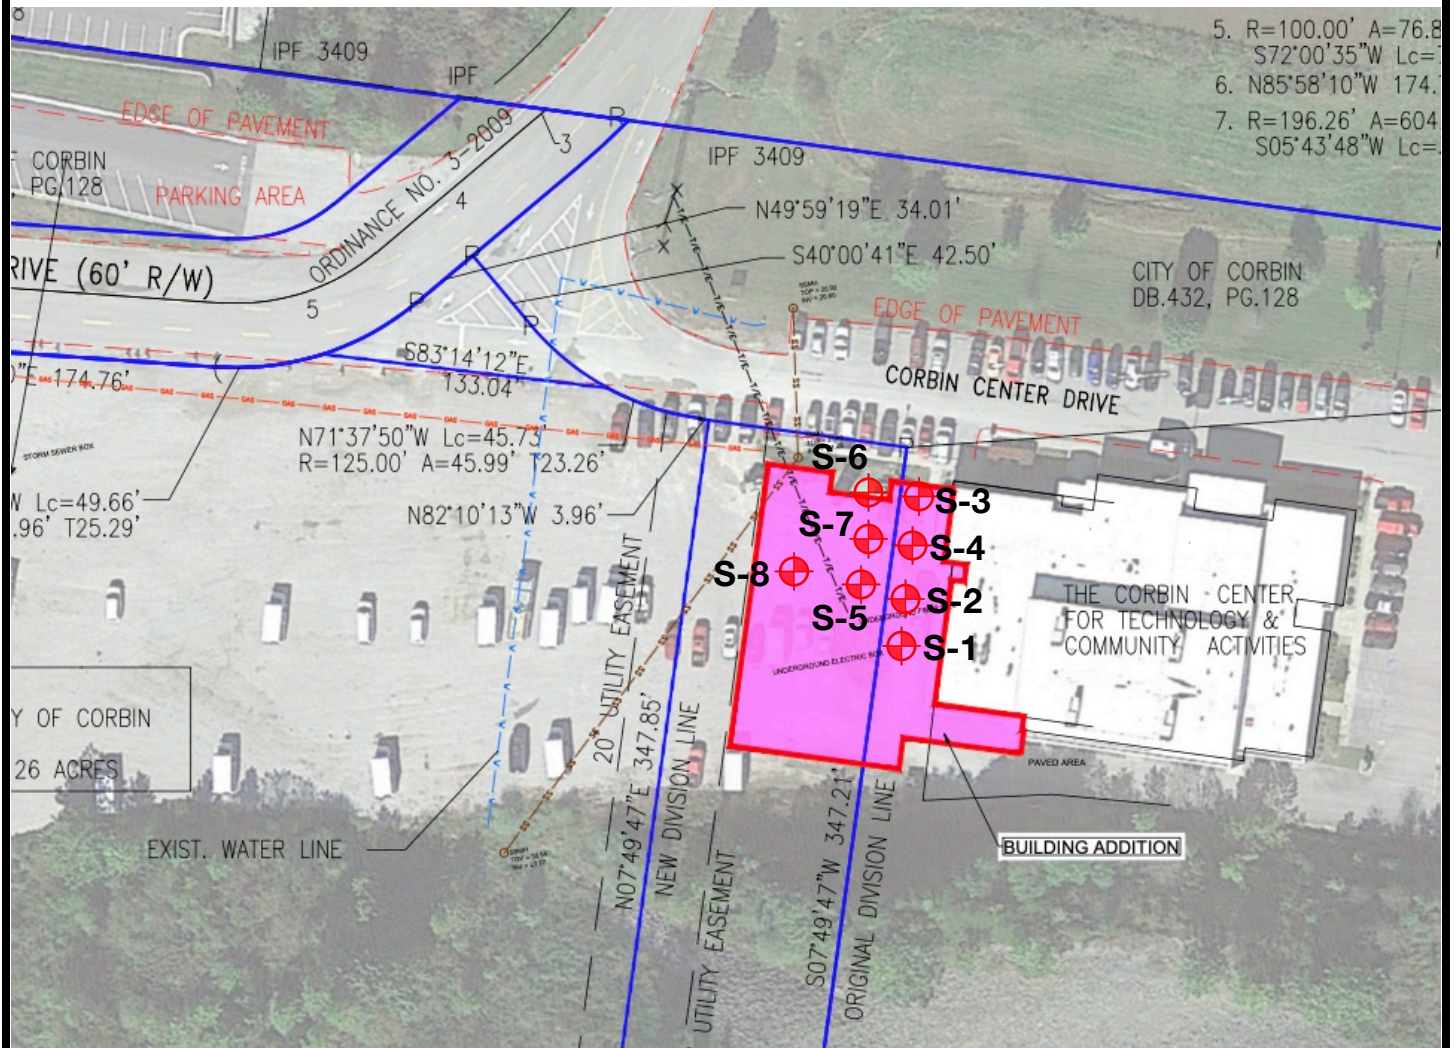 8
IPF 3409
IPF
5. R=100.00' A=76.8
S72°00'35"W Lc=
6. N85°58'10"W 174.
7. R=196.26' A=604
S05°43'48"W Lc=
EDGE OF PAVEMENT
R
3
IPF 3409
CORBIN
PG.128
PARKING AREA
ORDINANCE NO. 3-2009
4
N49°59'19"E 34.01'
S40°00'41"E 42.50'
CITY OF CORBIN
DB.432, PG.128
RIVE (60' R/W)
5
EDGE OF PAVEMENT
CORBIN CENTER DRIVE
S83°14'12"E
133.04'
"E 174.76'
GAS
STORM SEWER BOX
N71°37'50"W Lc=45.73'
R=125.00' A=45.99' T23.26'
W Lc=49.66'
.96' T25.29'
N82°10'13"W 3.96'
T/E
SS
S-6
S-3
S-7
S-4
S-8
S-5
S-2
S-1
UNDERGROUND ELECTRIC BOX
THE CORBIN CENTER
FOR TECHNOLOGY &
COMMUNITY ACTIVITIES
20' UTILITY EASEMENT
N07°49'47"E 347.85'
NEW DIVISION LINE
UTILITY EASEMENT
S07°49'47"W 347.21'
ORIGINAL DIVISION LINE
Y OF CORBIN
26 ACRES
PAVED AREA
EXIST. WATER LINE
BUILDING ADDITION